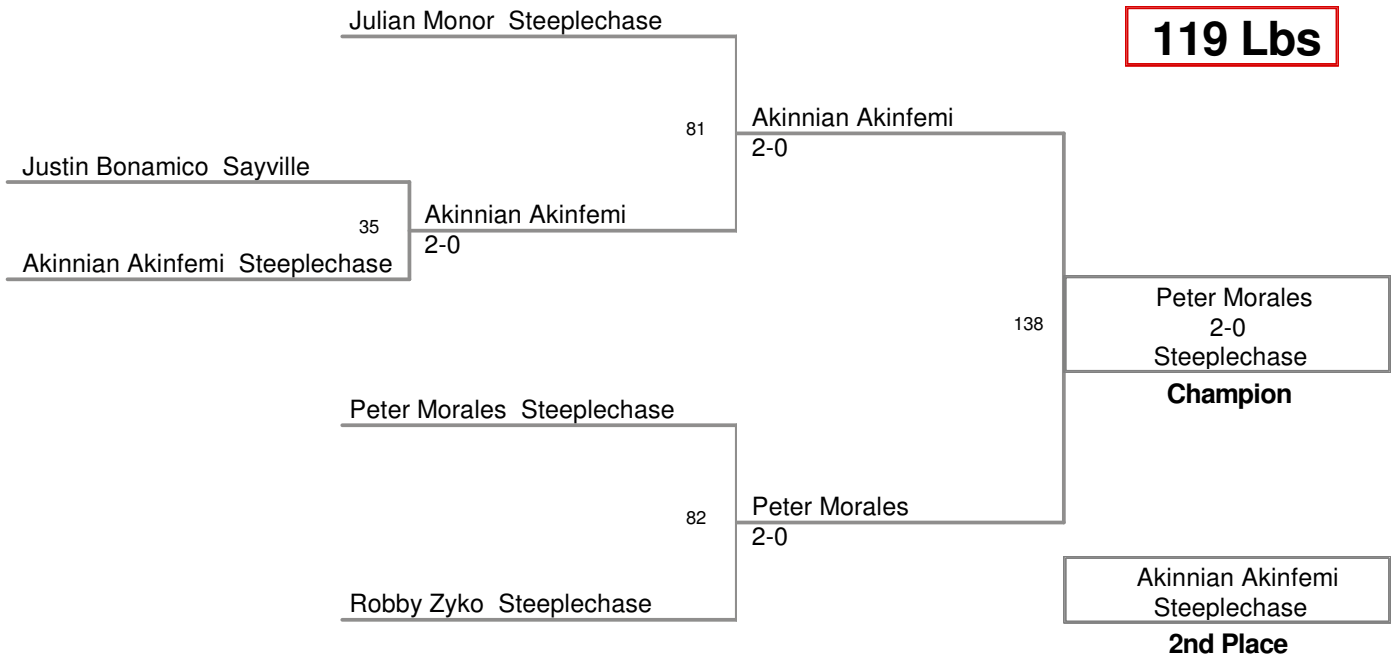 Julian Monor Steeplechase
119 Lbs
81
Akinnian Akinfemi
2-0
Justin Bonamico Sayville
35
Akinnian Akinfemi
2-0
Akinnian Akinfemi Steeplechase
138
Peter Morales
2-0
Steeplechase
Champion
Peter Morales Steeplechase
82
Peter Morales
2-0
Robby Zyko Steeplechase
Akinnian Akinfemi
Steeplechase
2nd Place